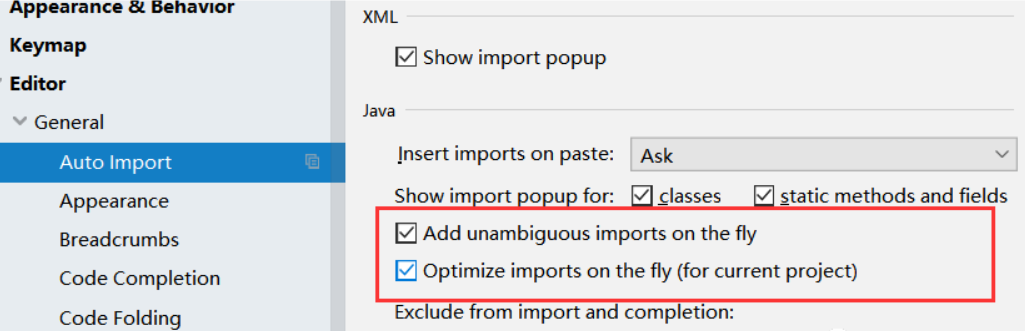 Appearance & Behavior
Keymap
Editor
General
Auto Import
Appearance
Breadcrumbs
Code Completion
Code Folding
XML
Show import popup
Java
Insert imports on paste: Ask
Show import popup for: classes static methods and fields
Add unambiguous imports on the fly
Optimize imports on the fly (for current project)
Exclude from import and completion: